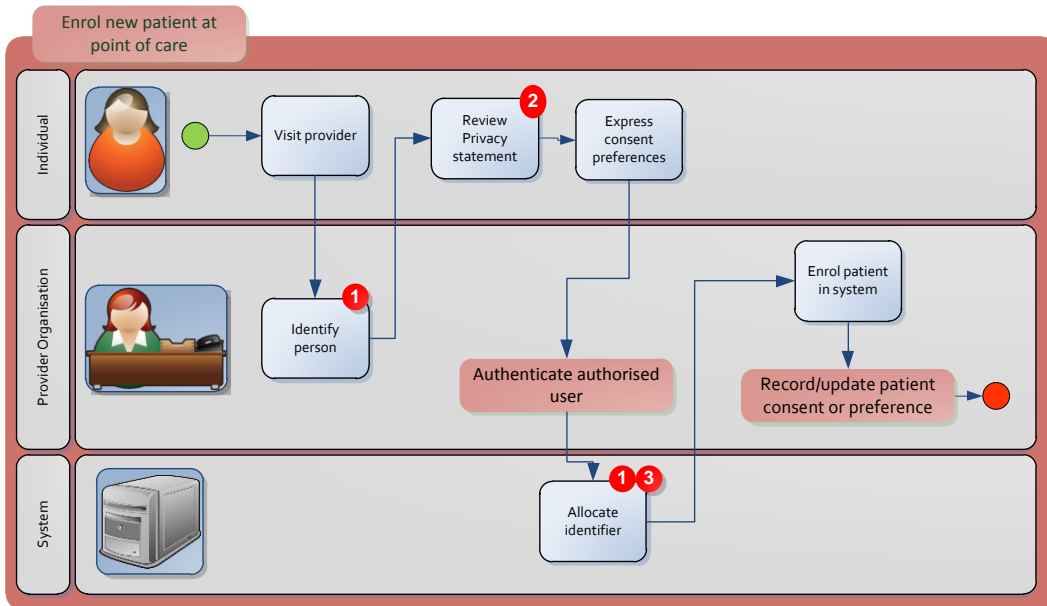 Enrol new patient at
point of care
Individual
Visit provider
2
Review
Privacy
statement
Express
consent
preferences
Provider Organisation
1
Identify
person
Authenticate authorised
user
Enrol patient
in system
Record/update patient
consent or preference
System
1 3
Allocate
identifier